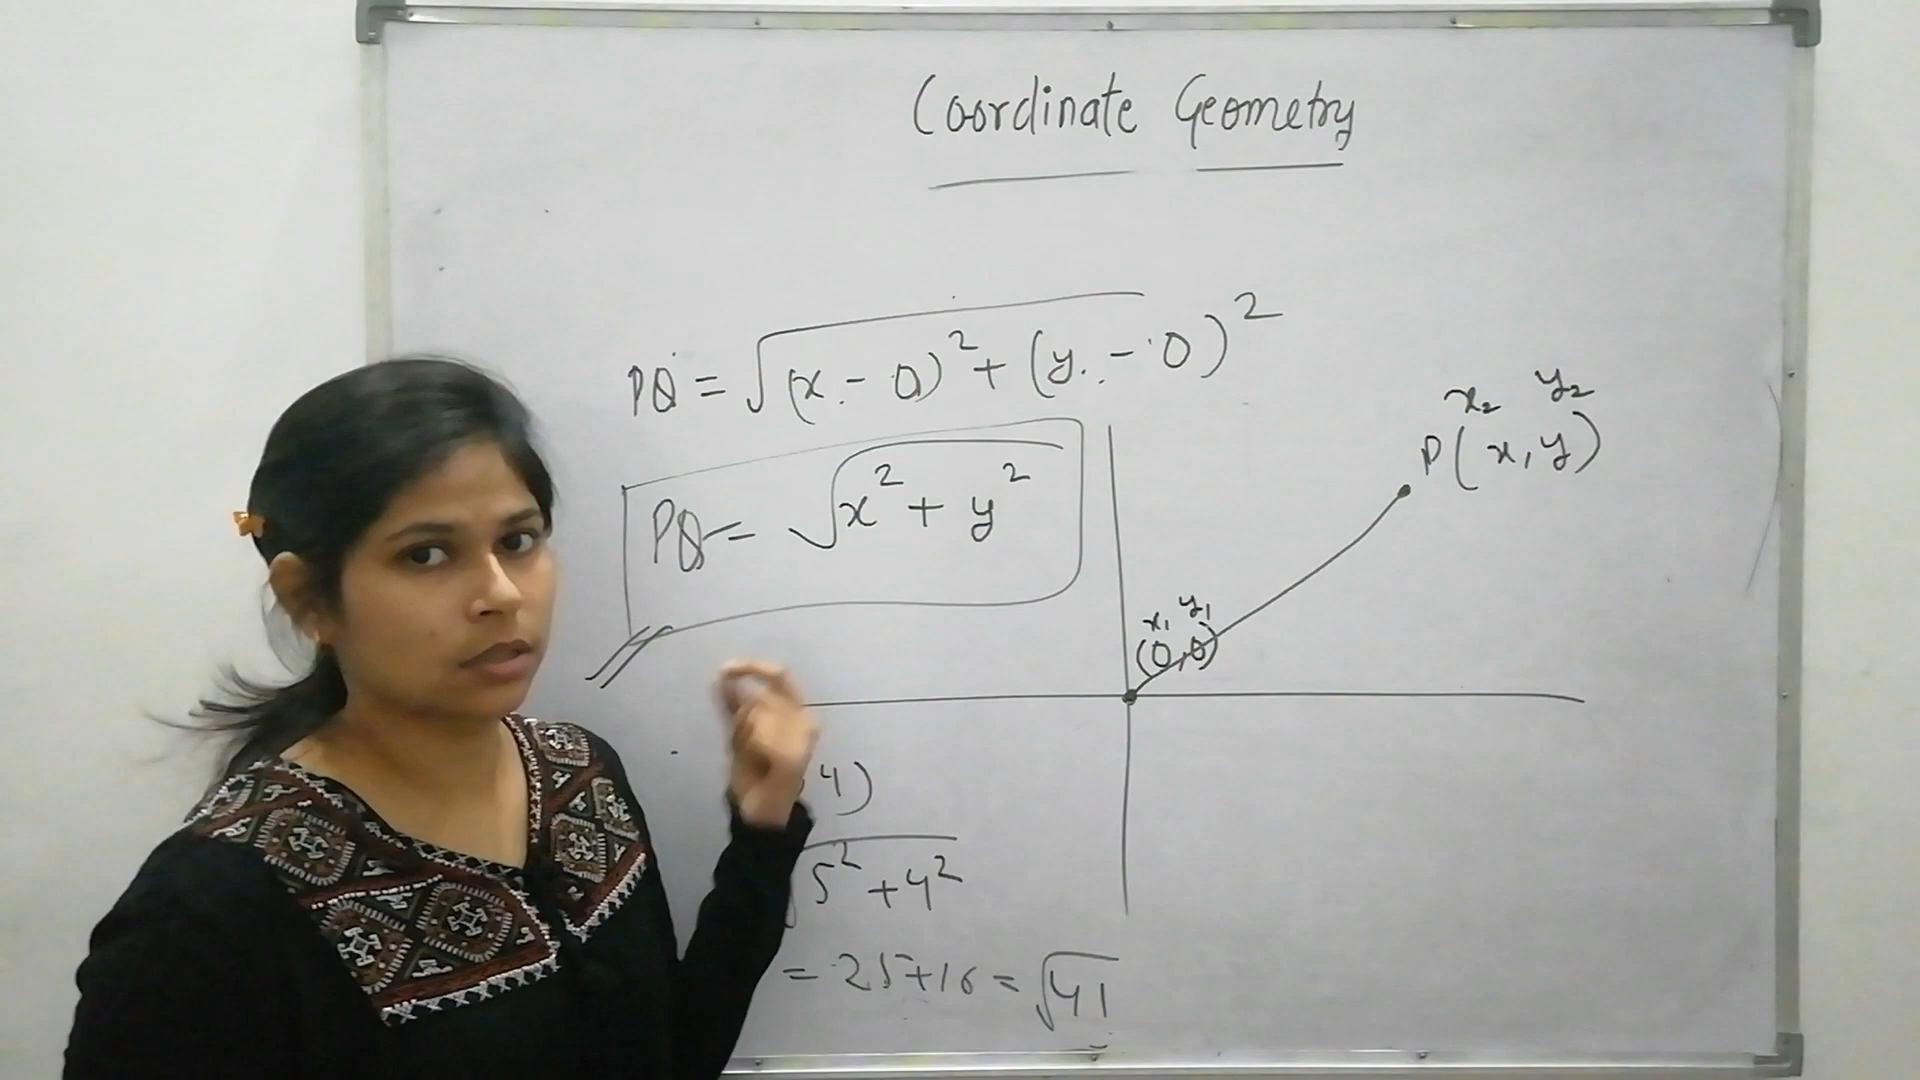 Coordinate Geometry
PQ = √(x - 0)² + (y - 0)²
PQ = √x² + y²
x₂ y₂
P(x, y)
x₁ y₁
(0, 0)
4)
√5² + 4²
= 25+16 = √41